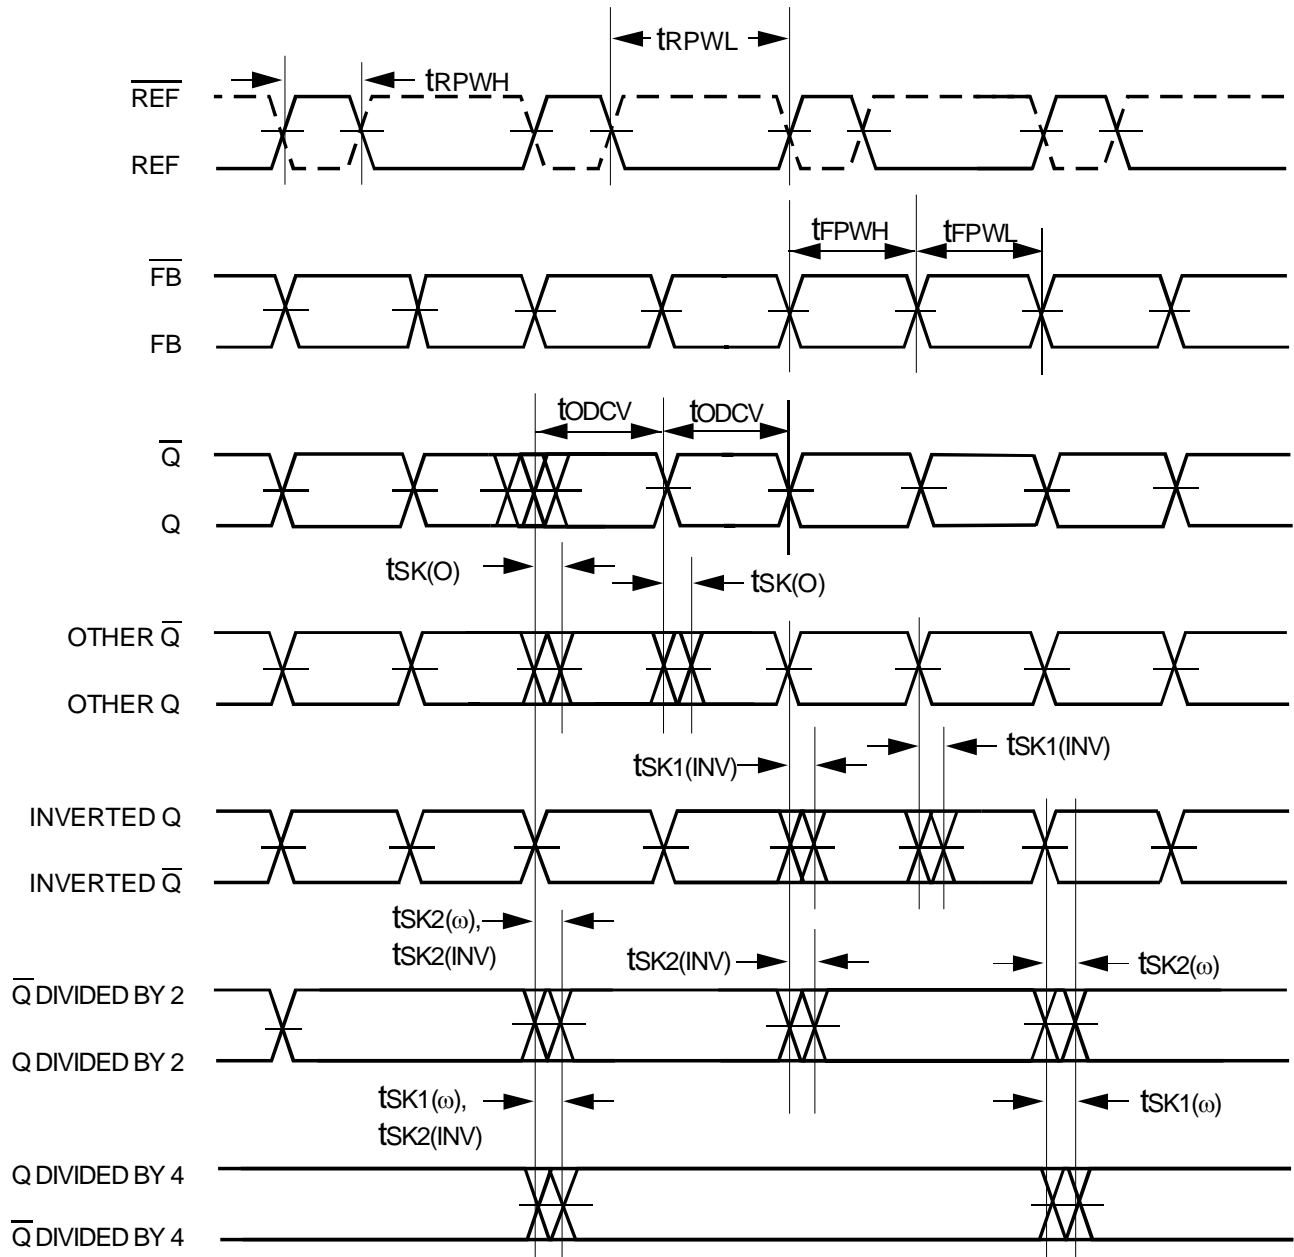 tRPWL
tRPWH
R̅E̅F̅
REF
tFPWH
tFPWL
F̅B̅
FB
tODCV
tODCV
Q̅
Q
tSK(O)
tSK(O)
OTHER Q̅
OTHER Q
tSK1(INV)
tSK1(INV)
INVERTED Q
INVERTED Q̅
tSK2(ω),
tSK2(INV)
tSK2(INV)
tSK2(ω)
Q̅ DIVIDED BY 2
Q DIVIDED BY 2
tSK1(ω),
tSK2(INV)
tSK1(ω)
Q DIVIDED BY 4
Q̅ DIVIDED BY 4